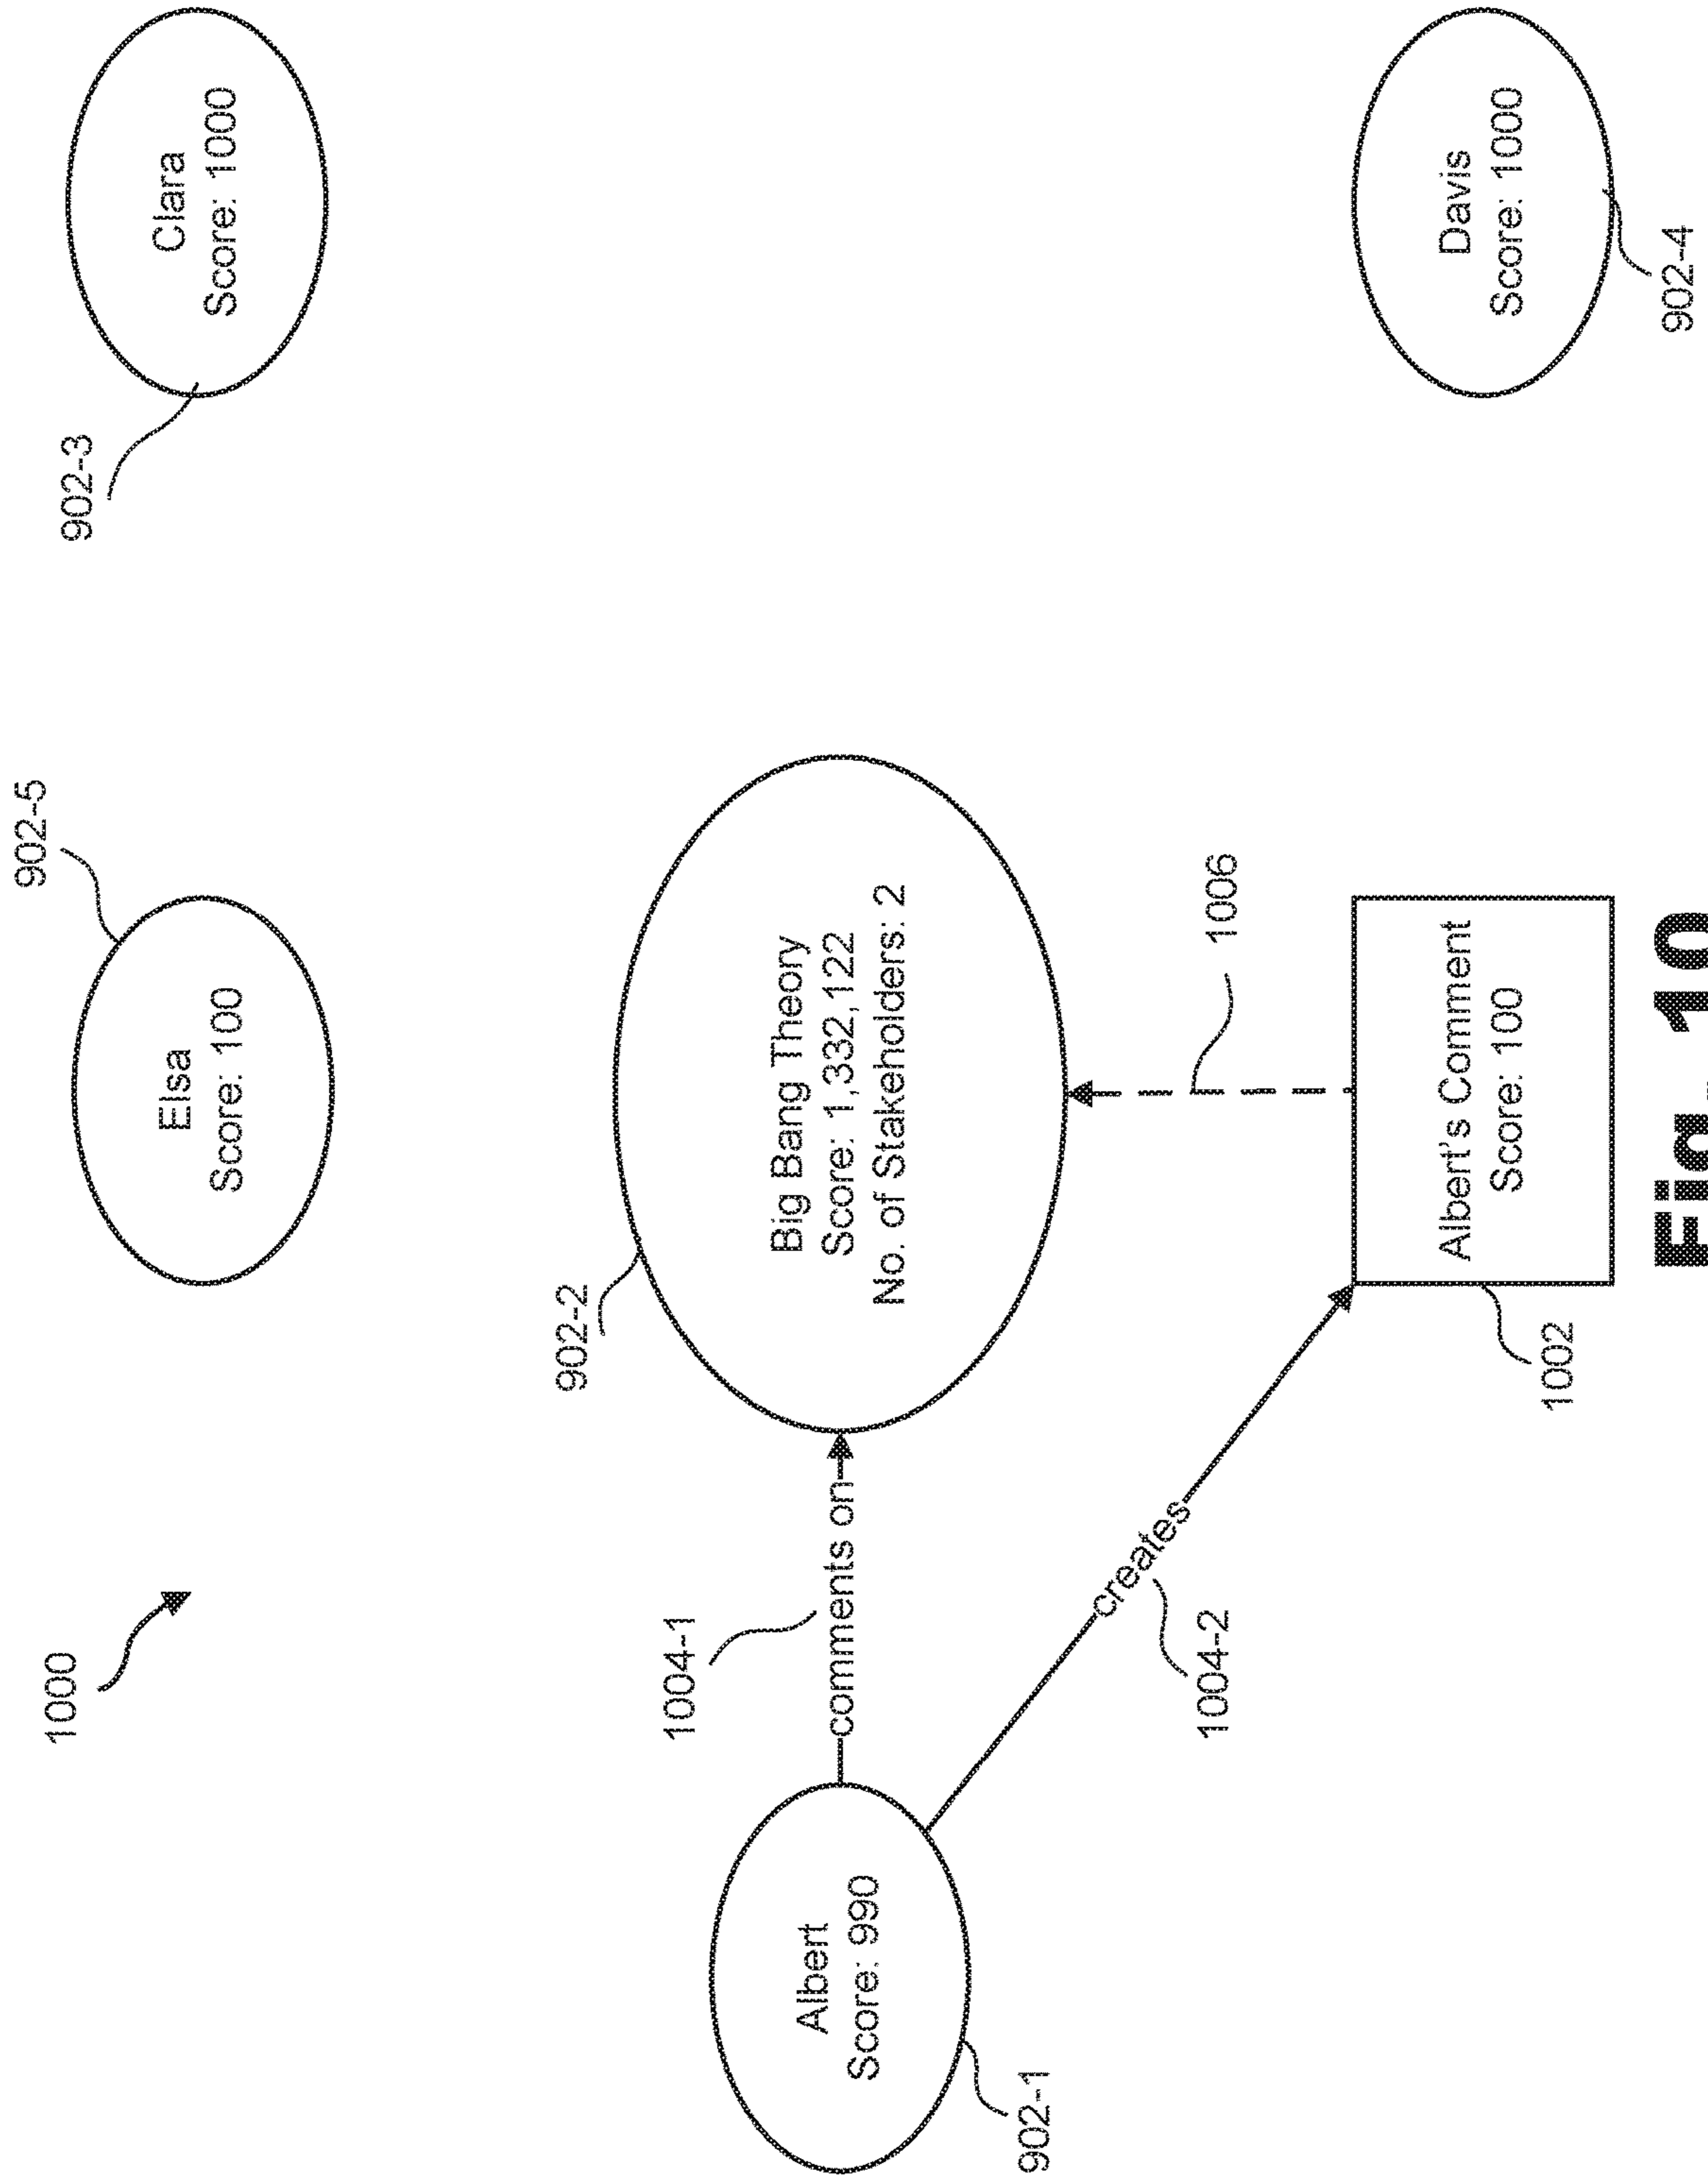 1000
902-5
Elsa
Score: 100
902-3
Clara
Score: 1000
902-2
Big Bang Theory
Score: 1,332,122
No. of Stakeholders: 2
1004-1
comments on
Albert
Score: 990
902-1
creates
1004-2
1006
Albert's Comment
Score: 100
1002
Davis
Score: 1000
902-4
Fig. 10